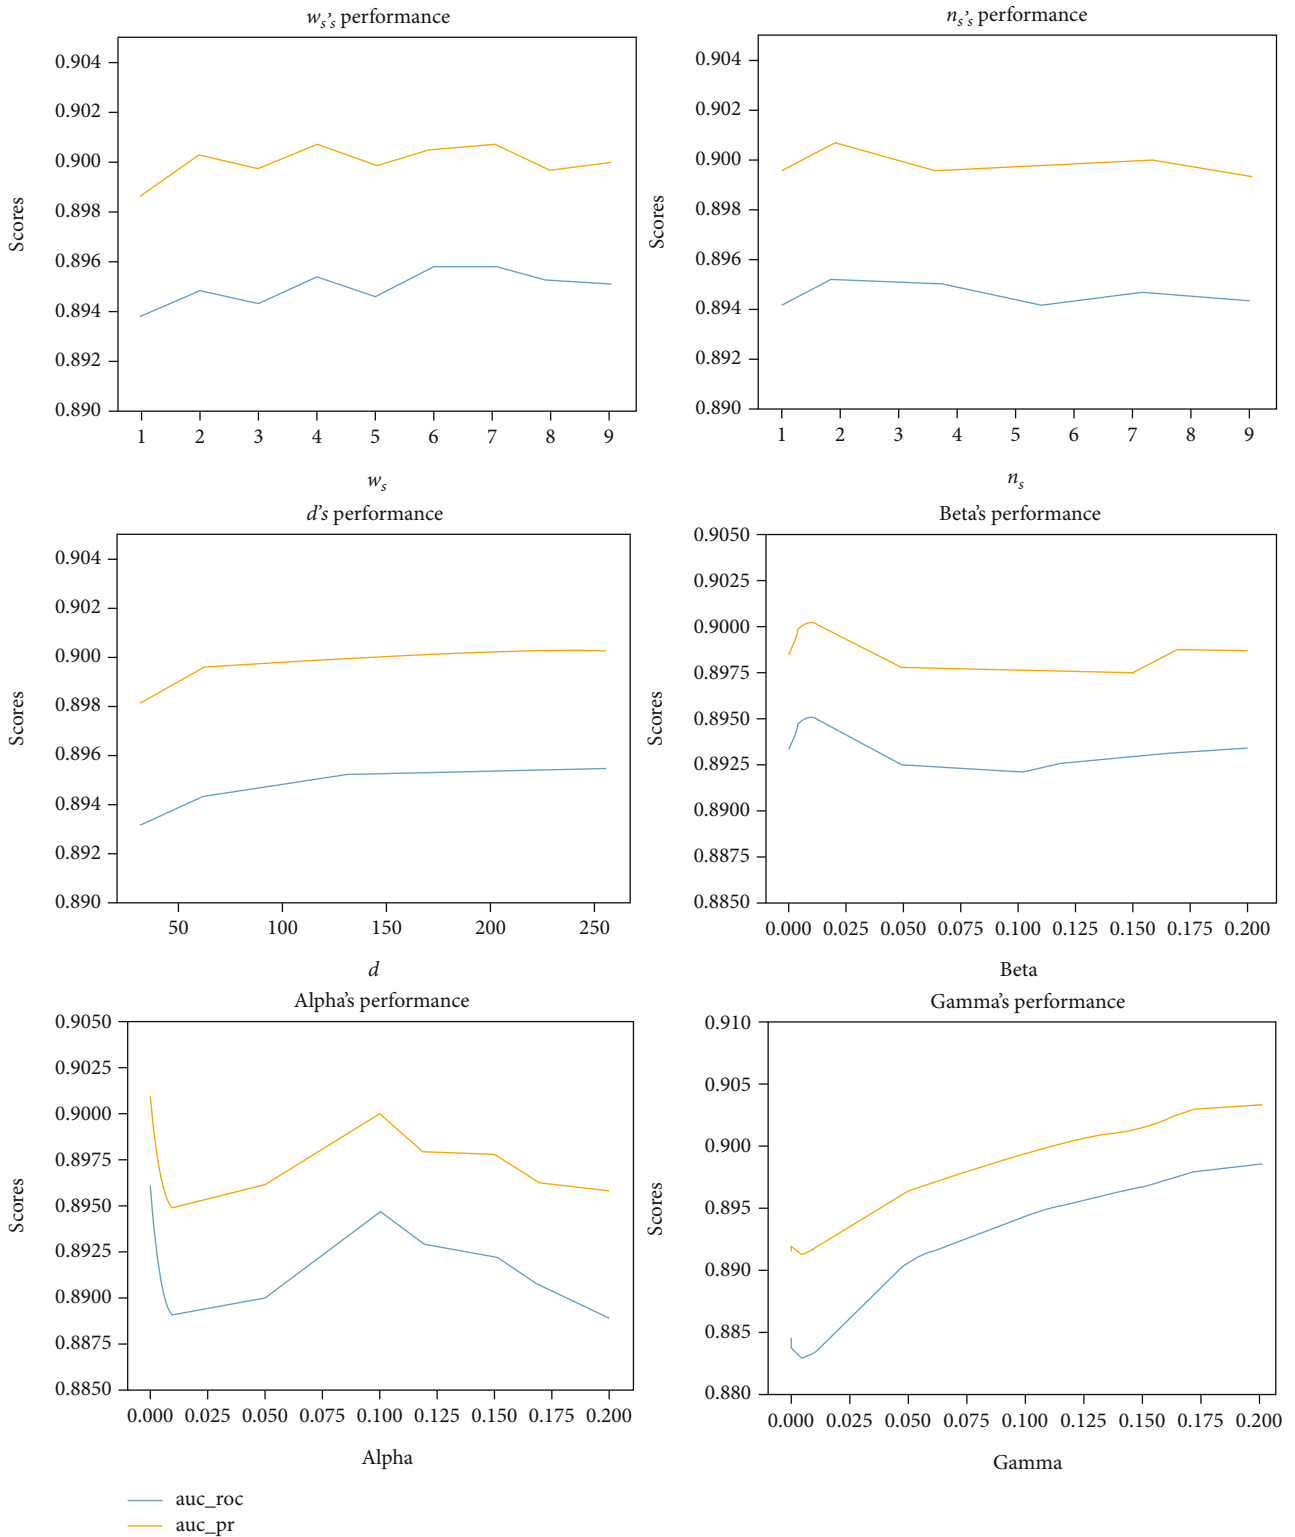 w_s's performance
0.904
0.902
0.900
0.898
0.896
0.894
0.892
0.890
Scores
1 2 3 4 5 6 7 8 9
w_s
n_s's performance
0.904
0.902
0.900
0.898
0.896
0.894
0.892
0.890
Scores
1 2 3 4 5 6 7 8 9
n_s
d's performance
0.904
0.902
0.900
0.898
0.896
0.894
0.892
0.890
Scores
50 100 150 200 250
d
Beta's performance
0.9050
0.9025
0.9000
0.8975
0.8950
0.8925
0.8900
0.8875
0.8850
Scores
0.000 0.025 0.050 0.075 0.100 0.125 0.150 0.175 0.200
Beta
Alpha's performance
0.9050
0.9025
0.9000
0.8975
0.8950
0.8925
0.8900
0.8875
0.8850
Scores
0.000 0.025 0.050 0.075 0.100 0.125 0.150 0.175 0.200
Alpha
Gamma's performance
0.910
0.905
0.900
0.895
0.890
0.885
0.880
Scores
0.000 0.025 0.050 0.075 0.100 0.125 0.150 0.175 0.200
Gamma
auc_roc
auc_pr